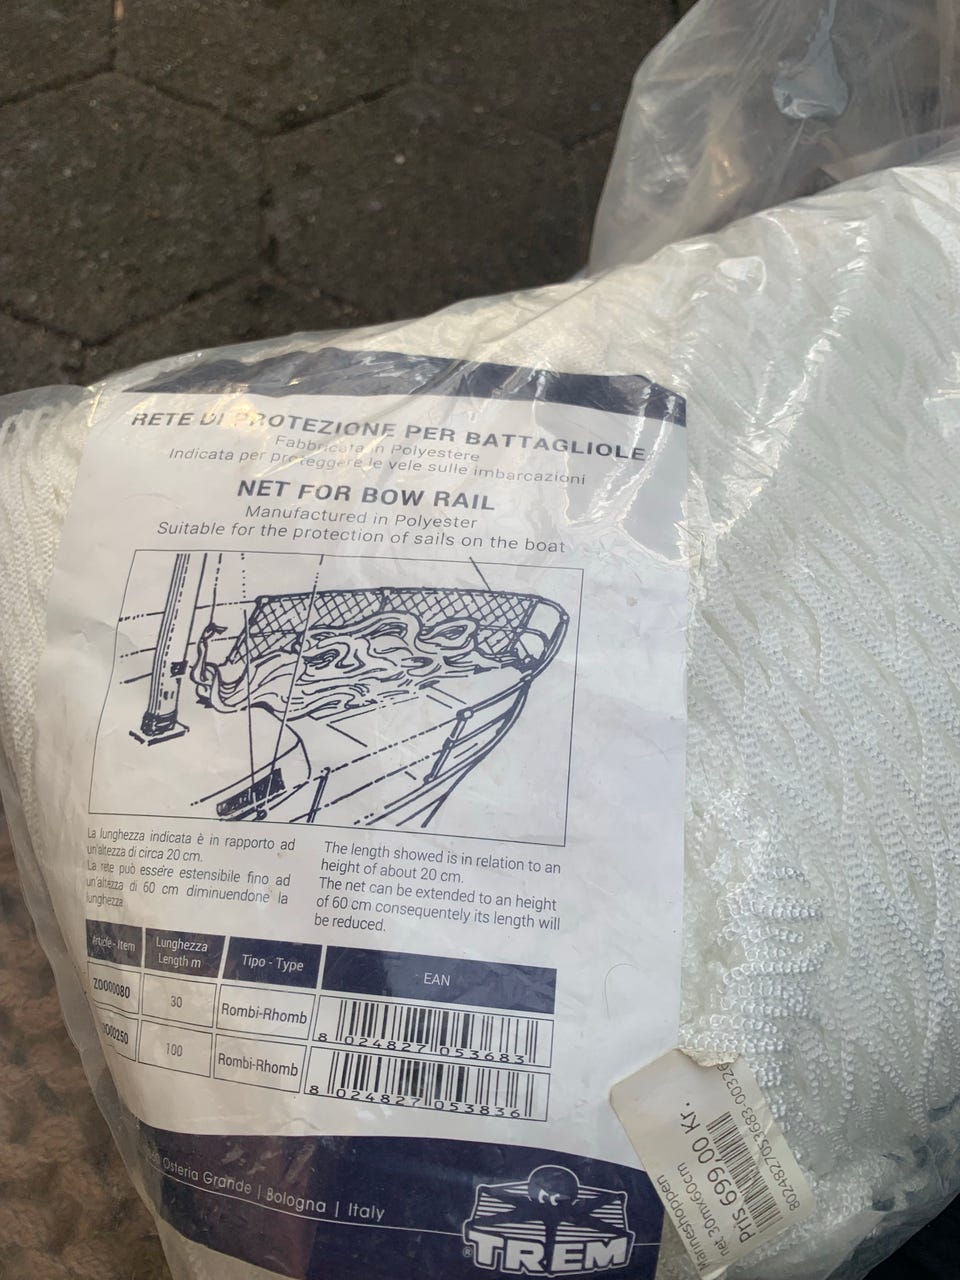 RETE DI PROTEZIONE PER BATTAGLIOLE
Fabbricata in Polyestere
Indicata per proteggere le vele sulle imbarcazioni
NET FOR BOW RAIL
Manufactured in Polyester
Suitable for the protection of sails on the boat
La lunghezza indicata è in rapporto ad
un'altezza di circa 20 cm.
La rete può essere estensibile fino ad
un'altezza di 60 cm diminuendone la
lunghezza
The length showed is in relation to an
height of about 20 cm.
The net can be extended to an height
of 60 cm consequently its length will
be reduced.
Article - Item Lunghezza Length m Tipo - Type EAN
Z0000080 30 Rombi-Rhomb 8 024827 053683
100 Rombi-Rhomb 8 024827 053836
Osteria Grande | Bologna | Italy
TREM
®
Manneshoppen
net 30mx60cm
Pris 699,00 Kr.
8024827053683-00326